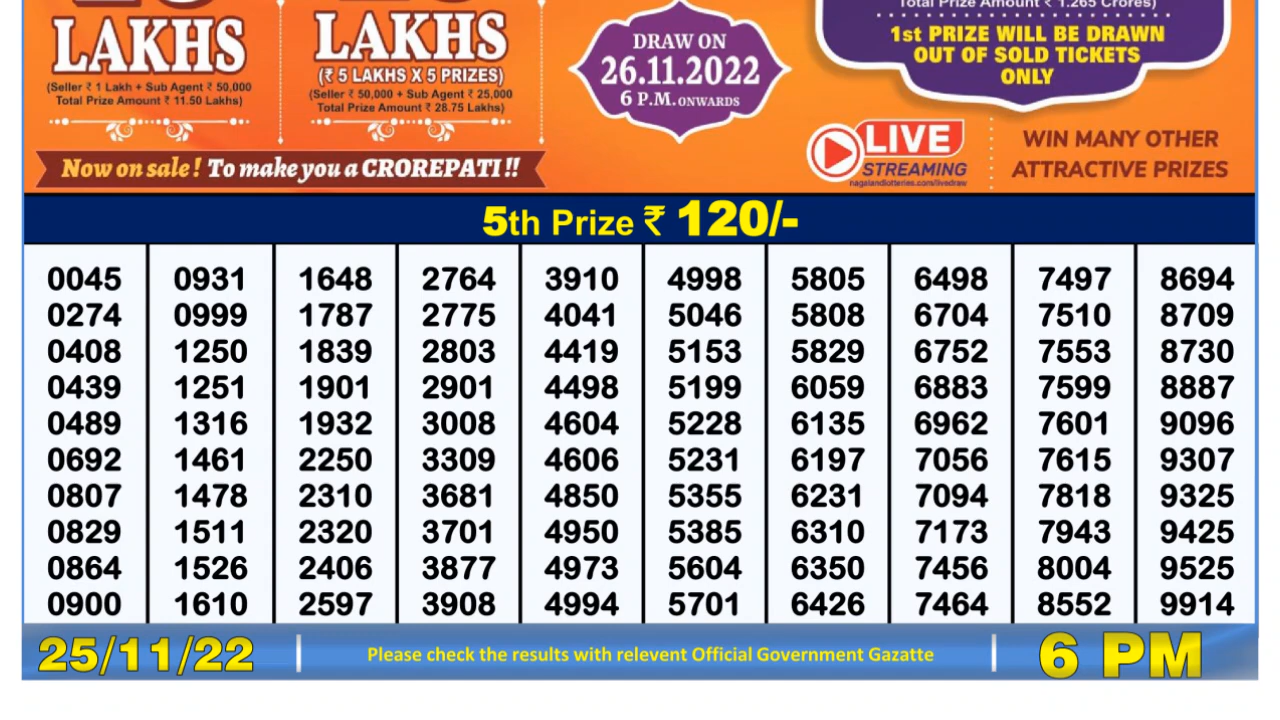 LAKHS
(Seller ₹ 1 Lakh + Sub Agent ₹ 50,000
Total Prize Amount ₹ 11.50 Lakhs)
LAKHS
(₹ 5 LAKHS X 5 PRIZES)
(Seller ₹ 50,000 + Sub Agent ₹ 25,000
Total Prize Amount ₹ 28.75 Lakhs)
DRAW ON
26.11.2022
6 P.M. ONWARDS
Total Prize Amount ₹ 1.265 Crores)
1st PRIZE WILL BE DRAWN
OUT OF SOLD TICKETS
ONLY
Now on sale! To make you a CROREPATI !!
LIVE
STREAMING
nagalandlotteries.com/livedraw
WIN MANY OTHER
ATTRACTIVE PRIZES
5th Prize ₹ 120/-
0045 0931 1648 2764 3910 4998 5805 6498 7497 8694
0274 0999 1787 2775 4041 5046 5808 6704 7510 8709
0408 1250 1839 2803 4419 5153 5829 6752 7553 8730
0439 1251 1901 2901 4498 5199 6059 6883 7599 8887
0489 1316 1932 3008 4604 5228 6135 6962 7601 9096
0692 1461 2250 3309 4606 5231 6197 7056 7615 9307
0807 1478 2310 3681 4850 5355 6231 7094 7818 9325
0829 1511 2320 3701 4950 5385 6310 7173 7943 9425
0864 1526 2406 3877 4973 5604 6350 7456 8004 9525
0900 1610 2597 3908 4994 5701 6426 7464 8552 9914
25/11/22 Please check the results with relevent Official Government Gazatte 6 PM